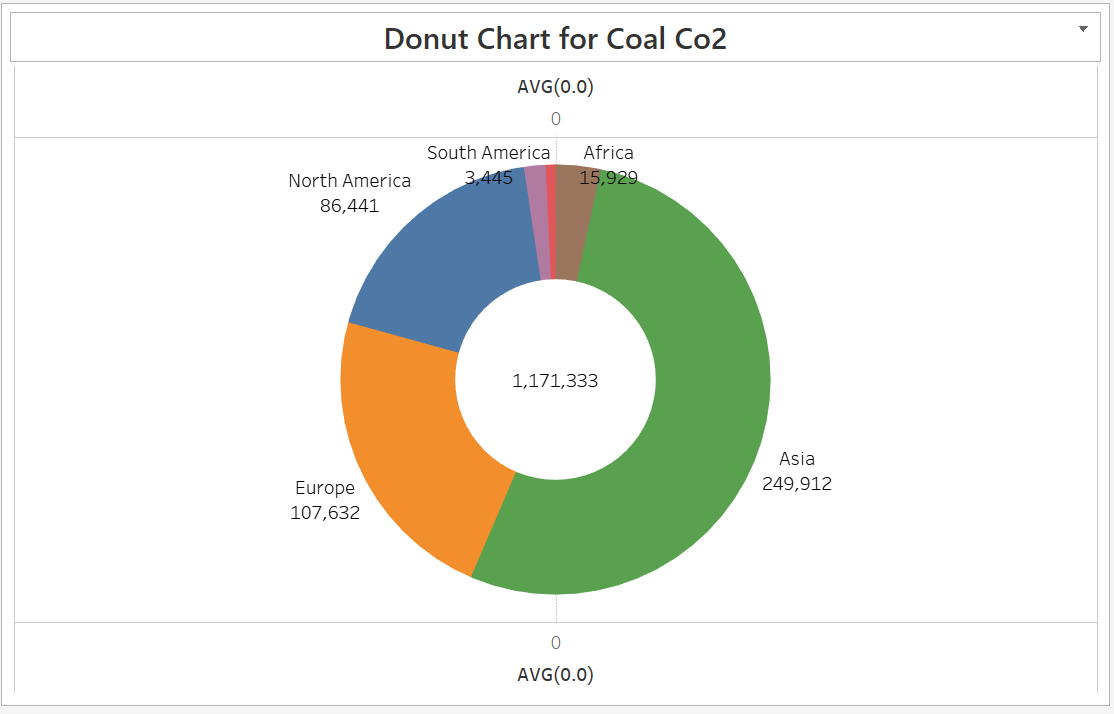 Donut Chart for Coal Co2
AVG(0.0)
0
South America
3,445
Africa
15,929
North America
86,441
1,171,333
Asia
249,912
Europe
107,632
0
AVG(0.0)